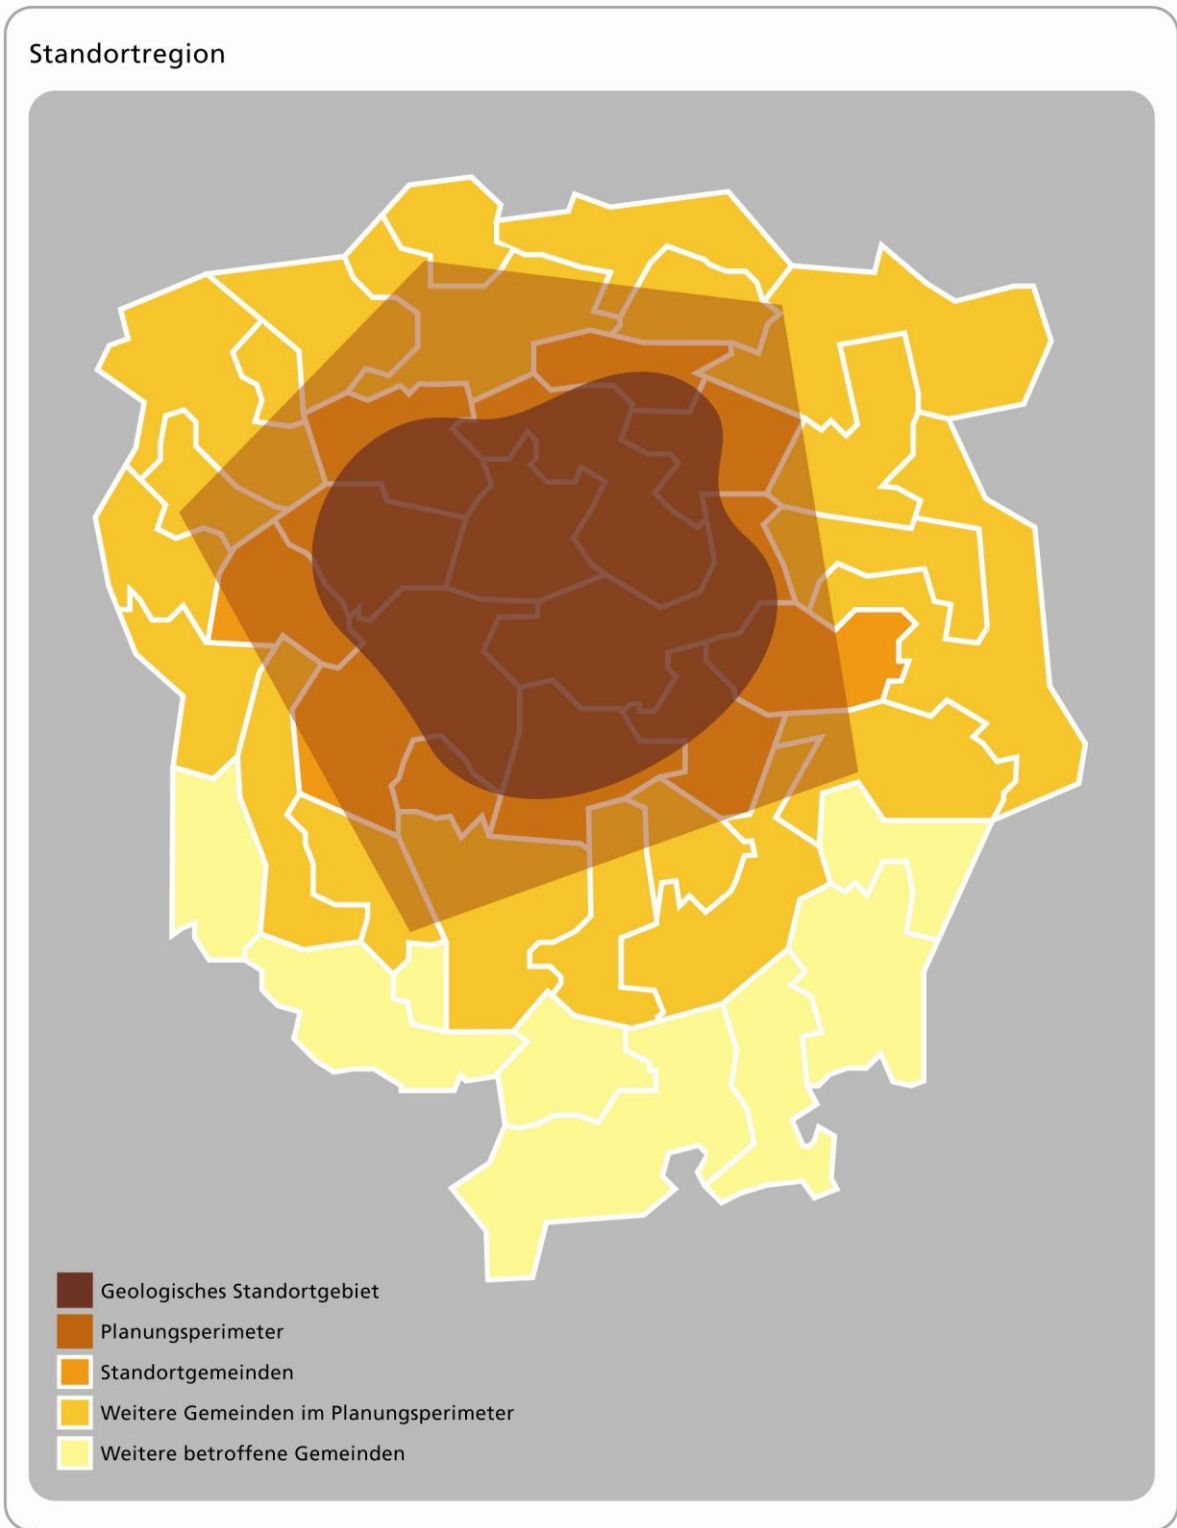 Standortregion
Geologisches Standortgebiet
Planungsperimeter
Standortgemeinden
Weitere Gemeinden im Planungsperimeter
Weitere betroffene Gemeinden